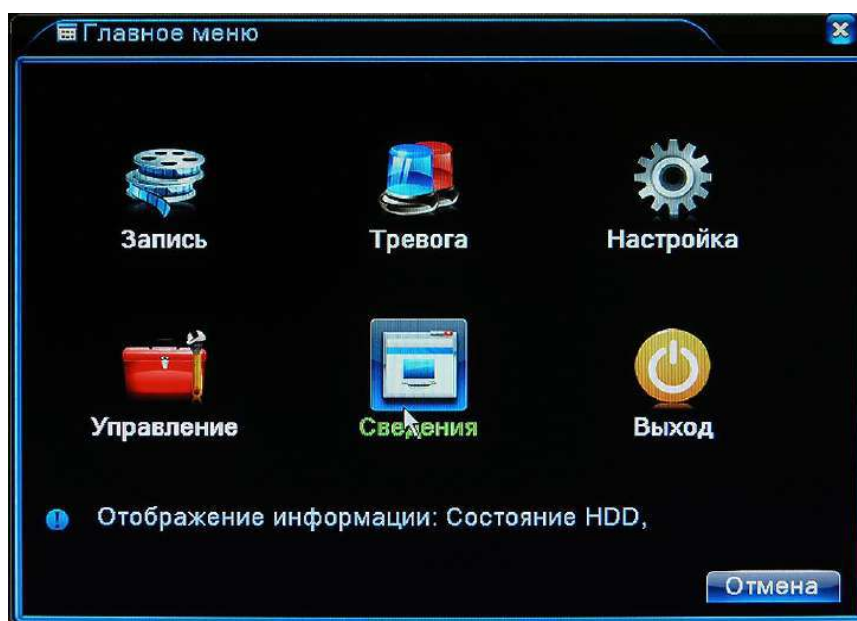 Главное меню
Запись
Тревога
Настройка
Управление
Сведения
Выход
Отображение информации: Состояние HDD,
Отмена